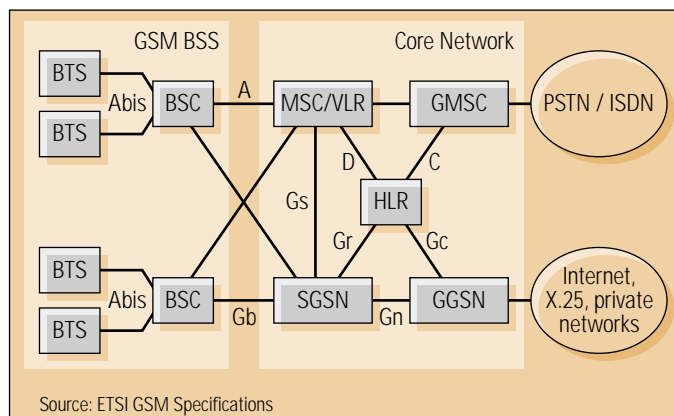 GSM BSS
Core Network
BTS
Abis
BTS
BSC
A
MSC/VLR
GMSC
PSTN / ISDN
D
C
HLR
Gs
Gr
Gc
BTS
Abis
BTS
BSC
Gb
SGSN
Gn
GGSN
Internet,
X.25, private
networks
Source: ETSI GSM Specifications